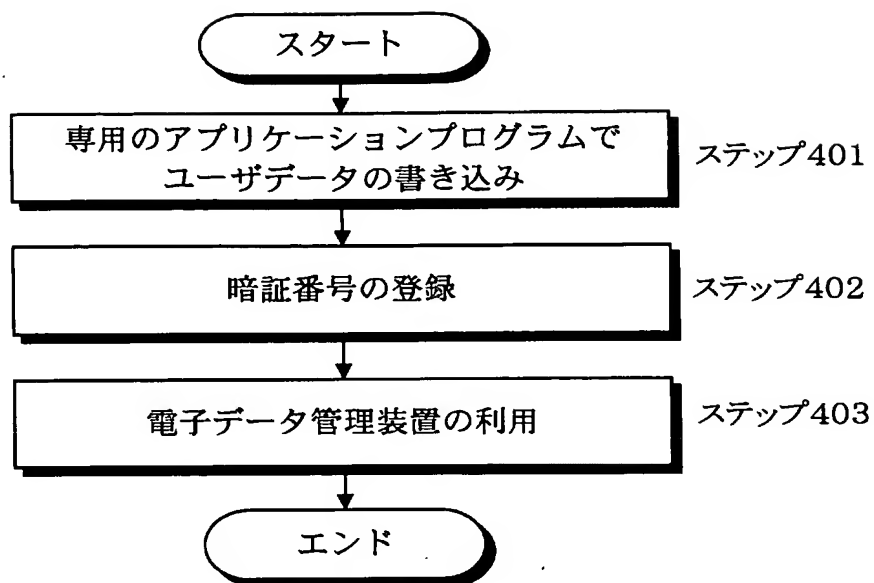 スタート
専用のアプリケーションプログラムで
ユーザデータの書き込み
ステップ401
暗証番号の登録
ステップ402
電子データ管理装置の利用
ステップ403
エンド